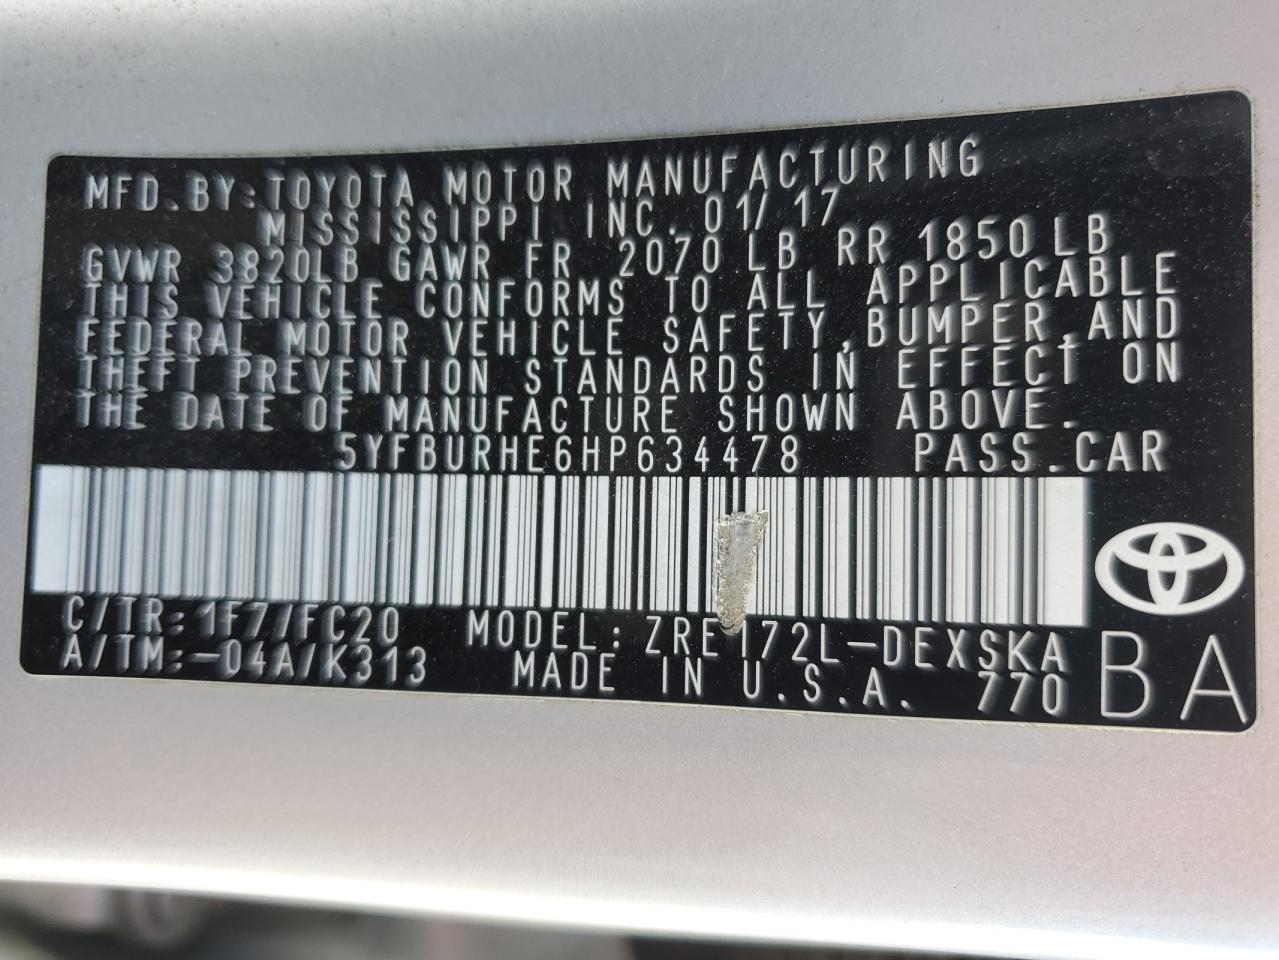 MFD.BY:TOYOTA MOTOR MANUFACTURING
MISSISSIPPI INC. 01/17
GVWR 3820LB GAWR FR 2070 LB RR 1850LB
THIS VEHICLE CONFORMS TO ALL APPLICABLE
FEDERAL MOTOR VEHICLE SAFETY,BUMPER,AND
THEFT PREVENTION STANDARDS IN EFFECT ON
THE DATE OF MANUFACTURE SHOWN ABOVE.
5YFBURHE6HP634478 PASS.CAR
C/TR:1F7/FC20 MODEL:ZRE172L-DEXSKA
A/TM:-04A/K313 MADE IN U.S.A. 770
BA